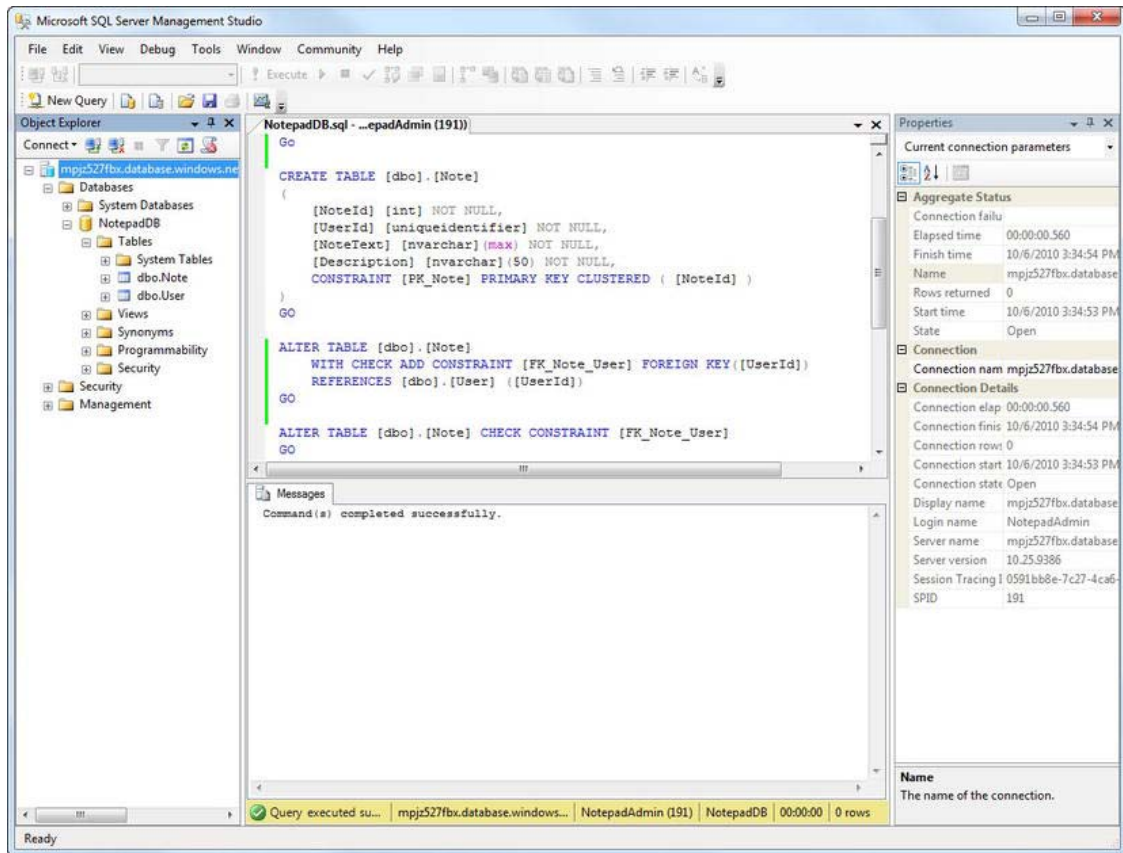 Microsoft SQL Server Management Studio
File Edit View Debug Tools Window Community Help
Execute
New Query
Object Explorer
Connect
mpjz527fbx.database.windows.ne
Databases
System Databases
NotepadDB
Tables
System Tables
dbo.Note
dbo.User
Views
Synonyms
Programmability
Security
Security
Management
NotepadDB.sql - ...epadAdmin (191))
Go
CREATE TABLE [dbo].[Note]
(
[NoteId] [int] NOT NULL,
[UserId] [uniqueidentifier] NOT NULL,
[NoteText] [nvarchar](max) NOT NULL,
[Description] [nvarchar](50) NOT NULL,
CONSTRAINT [PK_Note] PRIMARY KEY CLUSTERED ( [NoteId] )
)
GO
ALTER TABLE [dbo].[Note]
WITH CHECK ADD CONSTRAINT [FK_Note_User] FOREIGN KEY([UserId])
REFERENCES [dbo].[User] ([UserId])
GO
ALTER TABLE [dbo].[Note] CHECK CONSTRAINT [FK_Note_User]
GO
Messages
Command(s) completed successfully.
Query executed su... mpjz527fbx.database.windows... NotepadAdmin (191) NotepadDB 00:00:00 0 rows
Properties
Current connection parameters
Aggregate Status
Connection failu
Elapsed time 00:00:00.560
Finish time 10/6/2010 3:34:54 PM
Name mpjz527fbx.database
Rows returned 0
Start time 10/6/2010 3:34:53 PM
State Open
Connection
Connection nam mpjz527fbx.database
Connection Details
Connection elap 00:00:00.560
Connection finis 10/6/2010 3:34:54 PM
Connection rows 0
Connection start 10/6/2010 3:34:53 PM
Connection state Open
Display name mpjz527fbx.database
Login name NotepadAdmin
Server name mpjz527fbx.database
Server version 10.25.9386
Session Tracing I 0591bb8e-7c27-4ca6-
SPID 191
Name
The name of the connection.
Ready